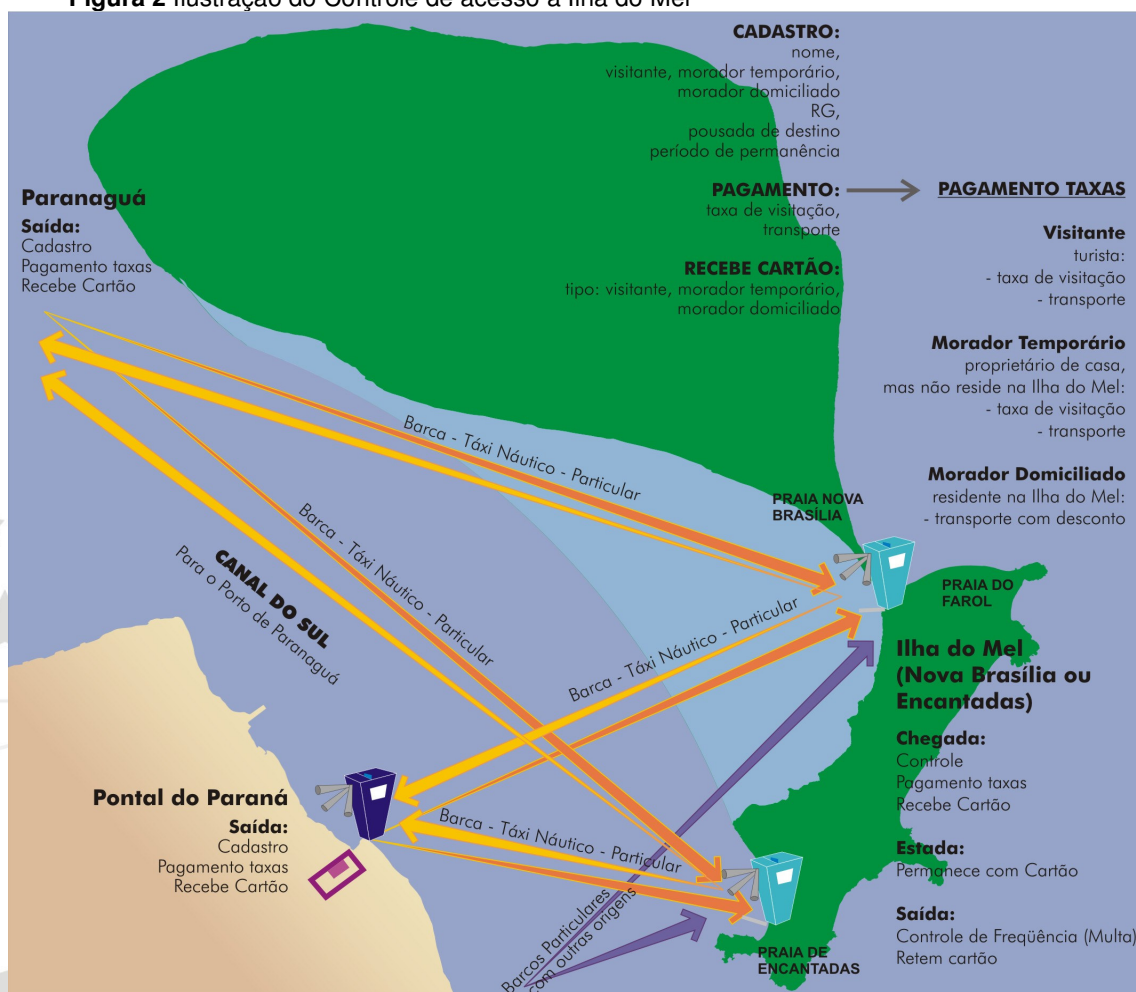 Figura 2 Ilustração do Controle de acesso à Ilha do Mel
CADASTRO:
nome,
visitante, morador temporário,
morador domiciliado
RG,
pousada de destino
período de permanência
PAGAMENTO:
taxa de visitação,
transporte
RECEBE CARTÃO:
tipo: visitante, morador temporário,
morador domiciliado
PAGAMENTO TAXAS
Visitante
turista:
- taxa de visitação
- transporte
Morador Temporário
proprietário de casa,
mas não reside na Ilha do Mel:
- taxa de visitação
- transporte
Morador Domiciliado
residente na Ilha do Mel:
- transporte com desconto
Paranaguá
Saída:
Cadastro
Pagamento taxas
Recebe Cartão
Barca - Táxi Náutico - Particular
Barca - Táxi Náutico - Particular
CANAL DO SUL
Para o Porto de Paranaguá
Barca - Táxi Náutico - Particular
Barca - Táxi Náutico - Particular
PRAIA NOVA
BRASÍLIA
PRAIA DO
FAROL
Ilha do Mel
(Nova Brasília ou
Encantadas)
Chegada:
Controle
Pagamento taxas
Recebe Cartão
Estada:
Permanece com Cartão
Saída:
Controle de Freqüência (Multa)
Retem cartão
Pontal do Paraná
Saída:
Cadastro
Pagamento taxas
Recebe Cartão
Barcos Particulares
com outras origens
PRAIA DE
ENCANTADAS